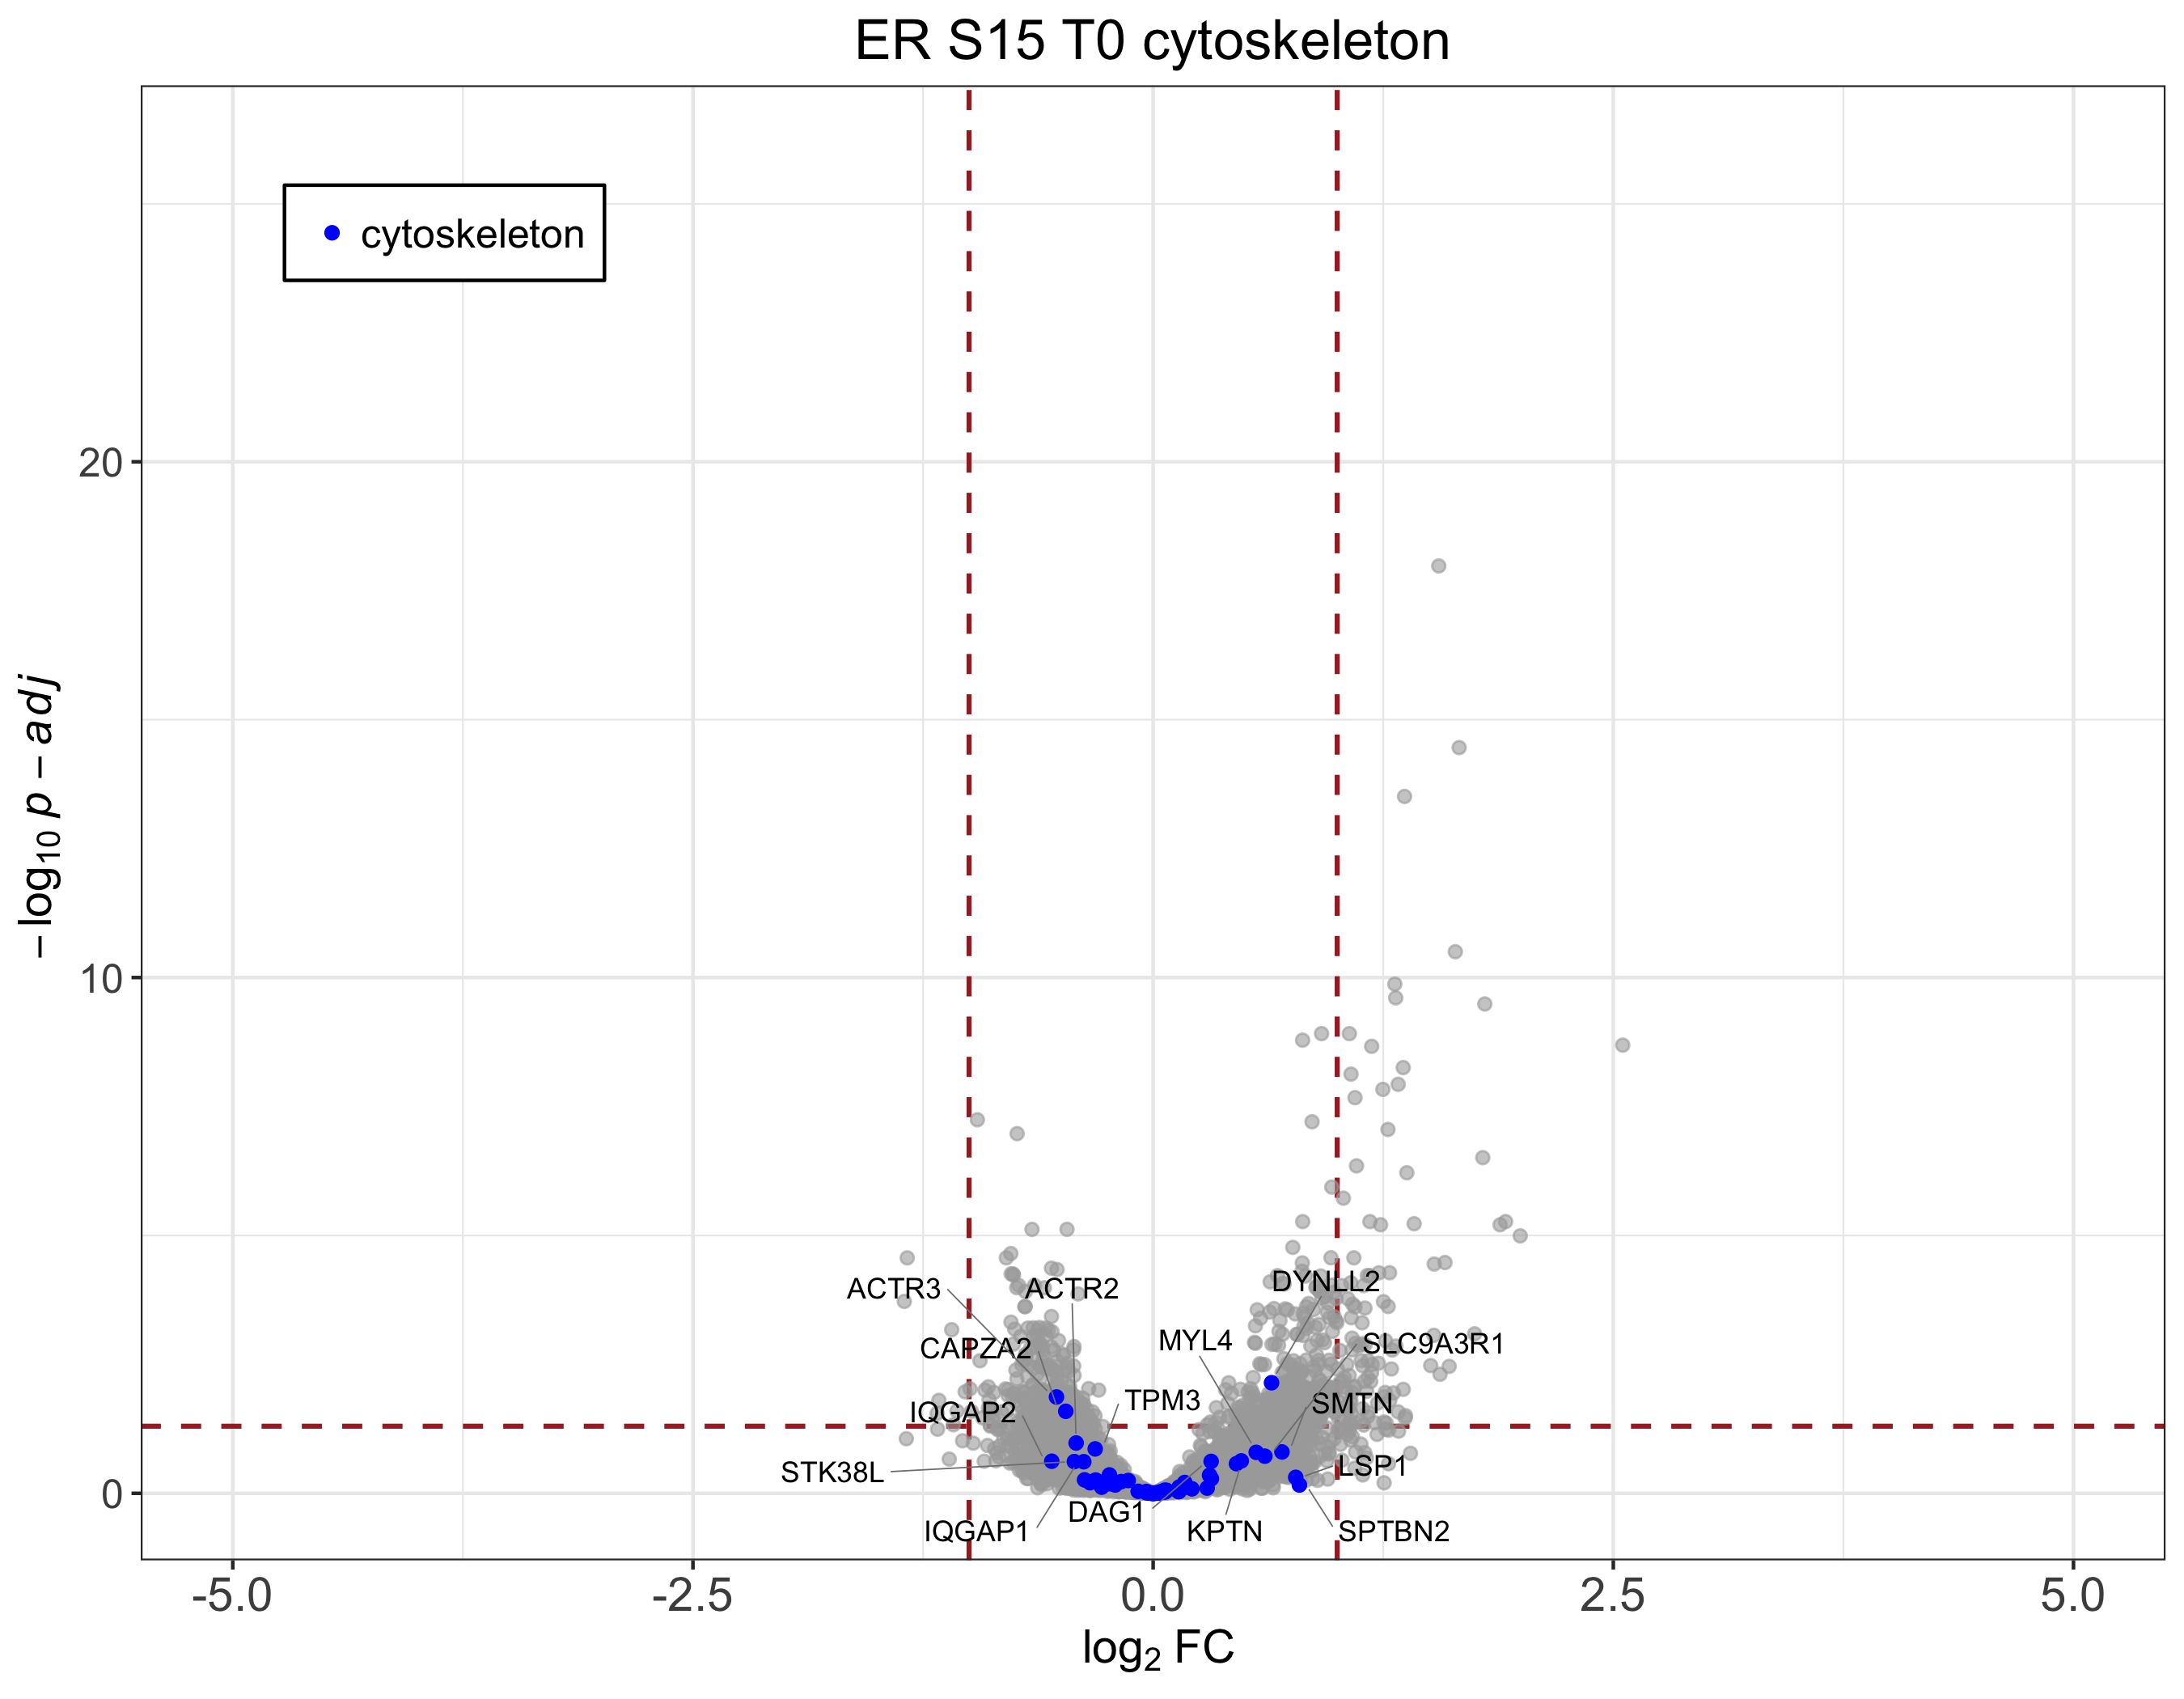 ER S15 T0 cytoskeleton
cytoskeleton
−log10 p − adj
20
10
0
ACTR3
ACTR2
DYNLL2
CAPZA2
MYL4
SLC9A3R1
IQGAP2
TPM3
SMTN
STK38L
LSP1
IQGAP1
DAG1
KPTN
SPTBN2
-5.0
-2.5
0.0
2.5
5.0
log2 FC